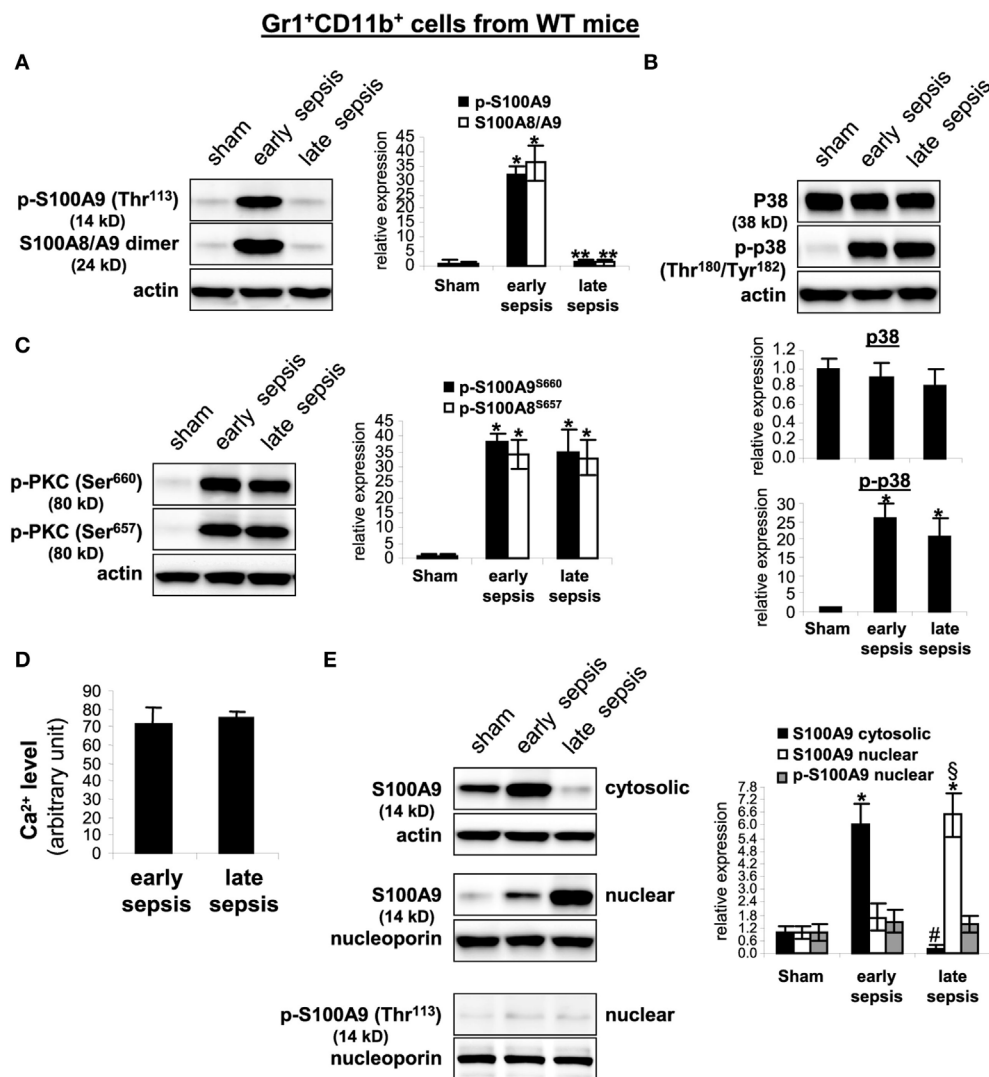 Gr1⁺CD11b⁺ cells from WT mice
A
sham
early sepsis
late sepsis
p-S100A9 (Thr¹¹³)
(14 kD)
S100A8/A9 dimer
(24 kD)
actin
p-S100A9
S100A8/A9
relative expression
45
40
35
30
25
20
15
10
5
0
*
*
** **
Sham
early
sepsis
late
sepsis
B
sham
early sepsis
late sepsis
P38
(38 kD)
p-p38
(Thr¹⁸⁰/Tyr¹⁸²)
actin
p38
relative expression
1.2
1.0
0.8
0.6
0.4
0.2
0.0
p-p38
relative expression
30
25
20
15
10
5
0
*
*
Sham
early
sepsis
late
sepsis
C
sham
early sepsis
late sepsis
p-PKC (Ser⁶⁶⁰)
(80 kD)
p-PKC (Ser⁶⁵⁷)
(80 kD)
actin
p-S100A9ˢ⁶⁶⁰
p-S100A8ˢ⁶⁵⁷
relative expression
45
40
35
30
25
20
15
10
5
0
* *
* *
Sham
early
sepsis
late
sepsis
D
Ca²⁺ level
(arbitrary unit)
90
80
70
60
50
40
30
20
10
0
early
sepsis
late
sepsis
E
sham
early sepsis
late sepsis
S100A9
(14 kD)
cytosolic
actin
S100A9
(14 kD)
nuclear
nucleoporin
p-S100A9 (Thr¹¹³)
(14 kD)
nuclear
nucleoporin
S100A9 cytosolic
S100A9 nuclear
p-S100A9 nuclear
relative expression
7.8
7.2
6.6
6.0
5.4
4.8
4.2
3.6
3.0
2.4
1.8
1.2
0.6
*
#
§
*
Sham
early
sepsis
late
sepsis